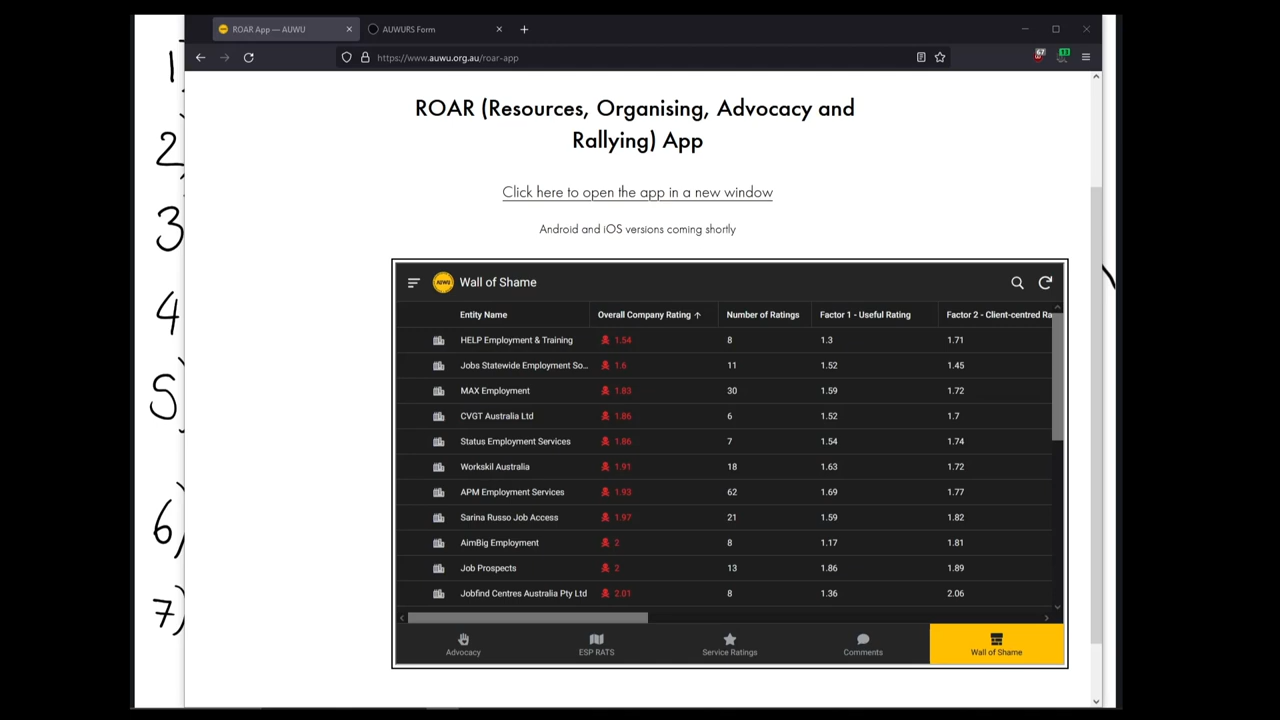 ROAR App — AUWU
AUWURS Form
https://www.auwu.org.au/roar-app
67
13
1)
2)
3
4
5)
6)
7)
ROAR (Resources, Organising, Advocacy and
Rallying) App
Click here to open the app in a new window
Android and iOS versions coming shortly
AUWU
Wall of Shame
Entity Name Overall Company Rating Number of Ratings Factor 1 - Useful Rating Factor 2 - Client-centred Ra
HELP Employment & Training 1.54 8 1.3 1.71
Jobs Statewide Employment So... 1.6 11 1.52 1.45
MAX Employment 1.83 30 1.59 1.72
CVGT Australia Ltd 1.86 6 1.52 1.7
Status Employment Services 1.86 7 1.54 1.74
Workskil Australia 1.91 18 1.63 1.72
APM Employment Services 1.93 62 1.69 1.77
Sarina Russo Job Access 1.97 21 1.59 1.82
AimBig Employment 2 8 1.17 1.81
Job Prospects 2 13 1.86 1.89
Jobfind Centres Australia Pty Ltd 2.01 8 1.36 2.06
Advocacy ESP RATS Service Ratings Comments Wall of Shame